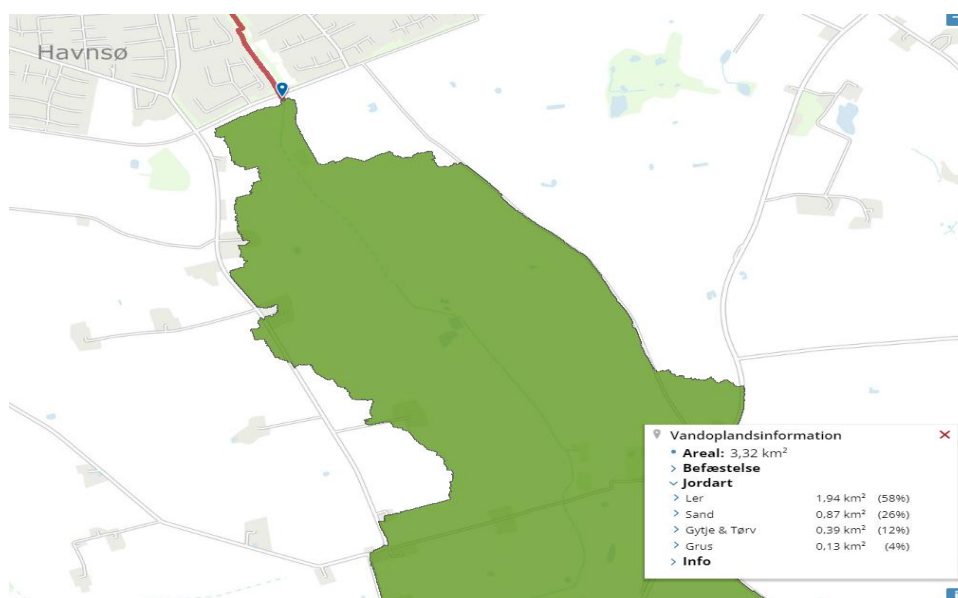 Havnsø
Vandoplandsinformation
Areal: 3,32 km²
Befæstelse
Jordart
Ler 1,94 km² (58%)
Sand 0,87 km² (26%)
Gytje & Tørv 0,39 km² (12%)
Grus 0,13 km² (4%)
Info